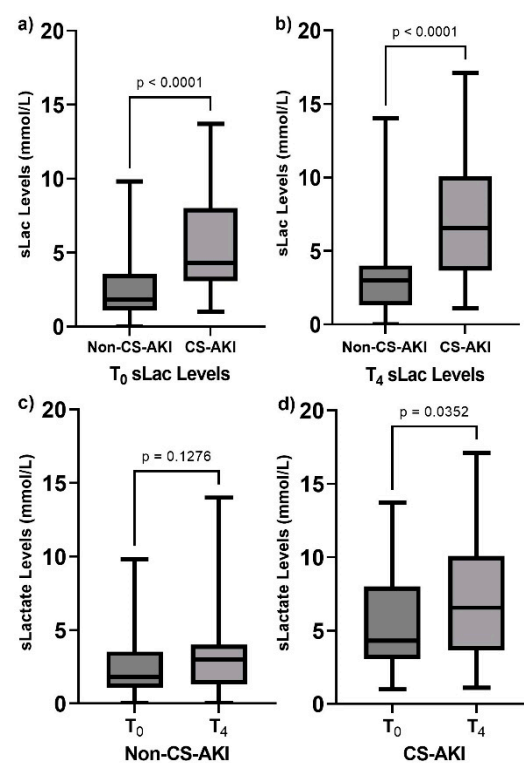 a)
sLac Levels (mmol/L)
20
15
10
5
0
p < 0.0001
Non-CS-AKI CS-AKI
T₀ sLac Levels
b)
sLac Levels (mmol/L)
20
15
10
5
0
p < 0.0001
Non-CS-AKI CS-AKI
T₄ sLac Levels
c)
sLactate Levels (mmol/L)
20
15
10
5
0
p = 0.1276
T₀ T₄
Non-CS-AKI
d)
sLactate Levels (mmol/L)
20
15
10
5
0
p = 0.0352
T₀ T₄
CS-AKI